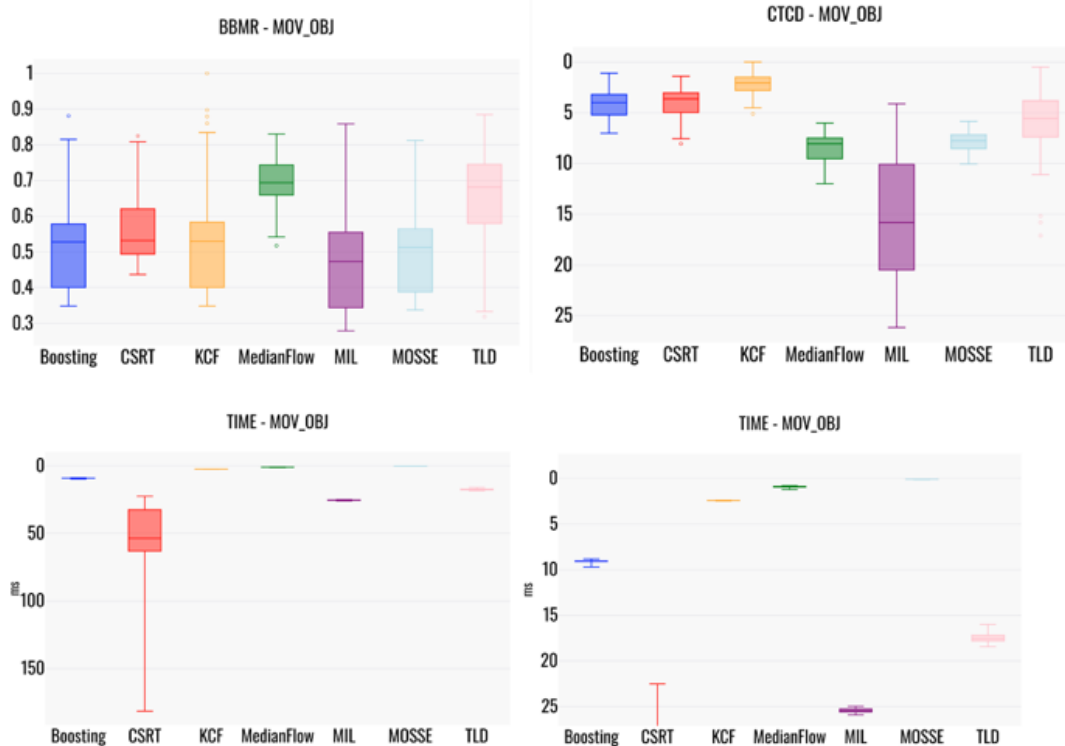 BBMR - MOV_OBJ
1
0.9
0.8
0.7
0.6
0.5
0.4
0.3
Boosting CSRT KCF MedianFlow MIL MOSSE TLD
CTCD - MOV_OBJ
0
5
10
15
20
25
Boosting CSRT KCF MedianFlow MIL MOSSE TLD
TIME - MOV_OBJ
0
50
100
150
ms
Boosting CSRT KCF MedianFlow MIL MOSSE TLD
TIME - MOV_OBJ
0
5
10
15
20
25
ms
Boosting CSRT KCF MedianFlow MIL MOSSE TLD